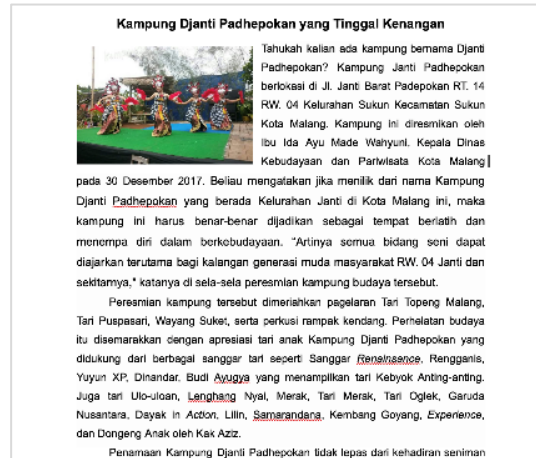 Kampung Djanti Padhepokan yang Tinggal Kenangan
Tahukah kalian ada kampung bernama Djanti
Padhepokan? Kampung Janti Padhepokan
berlokasi di Jl. Janti Barat Padepokan RT. 14
RW. 04 Kelurahan Sukun Kecamatan Sukun
Kota Malang. Kampung ini diresmikan oleh
Ibu Ida Ayu Made Wahyuni. Kepala Dinas
Kebudayaan dan Pariwisata Kota Malang
pada 30 Desember 2017. Beliau mengatakan jika menilik dari nama Kampung
Djanti Padhepokan yang berada Kelurahan Janti di Kota Malang ini, maka
kampung ini harus benar-benar dijadikan sebagai tempat berlatih dan
menempa diri dalam berkebudayaan. "Artinya semua bidang seni dapat
diajarkan terutama bagi kalangan generasi muda masyarakat RW. 04 Janti dan
sekitarnya," katanya di sela-sela peresmian kampung budaya tersebut.
Peresmian kampung tersebut dimeriahkan pagelaran Tari Topeng Malang,
Tari Puspasari, Wayang Suket, serta perkusi rampak kendang. Perhelatan budaya
itu disemarakkan dengan apresiasi tari anak Kampung Djanti Padhepokan yang
didukung dari berbagai sanggar tari seperti Sanggar Renainsence, Rengganis,
Yuyun XP, Dinandar, Budi Ayugya yang menampilkan tari Kebyok Anting-anting.
Juga tari Ulo-uloan, Lenghang Nyai, Merak, Tari Merak, Tari Oglek, Garuda
Nusantara, Dayak in Action, Lilin, Samarandana, Kembang Goyang, Experience,
dan Dongeng Anak oleh Kak Aziz.
Penamaan Kampung Djanti Padhepokan tidak lepas dari kehadiran seniman